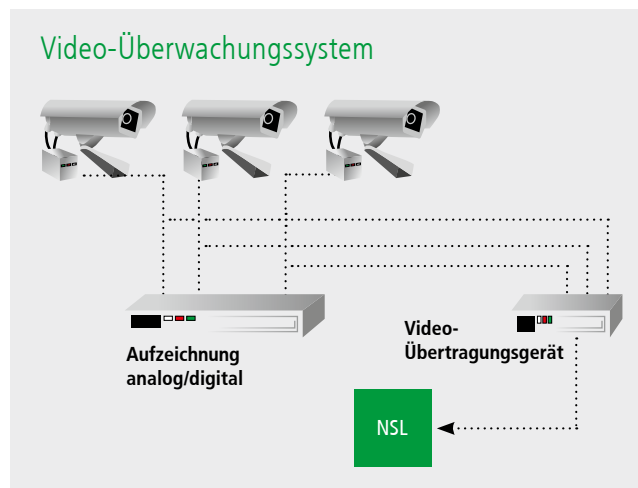 Video-Überwachungssystem
Aufzeichnung
analog/digital
Video-
Übertragungsgerät
NSL